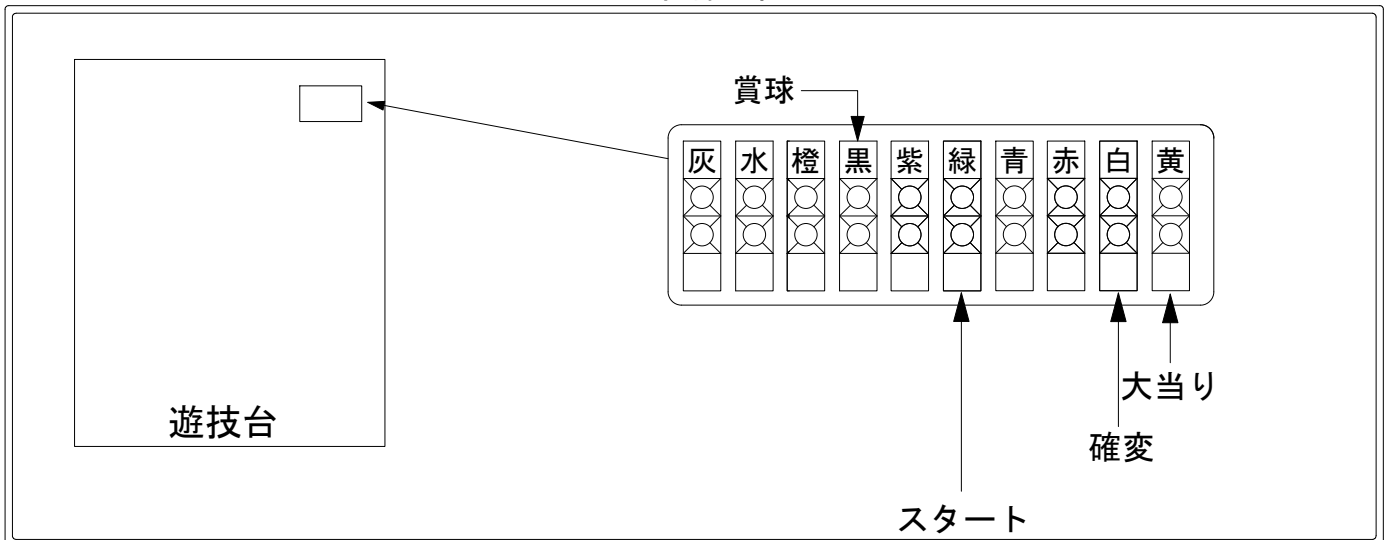 賞球
灰 水 橙 黒 紫 緑 青 赤 白 黄
大当り
遊技台
確変
スタート